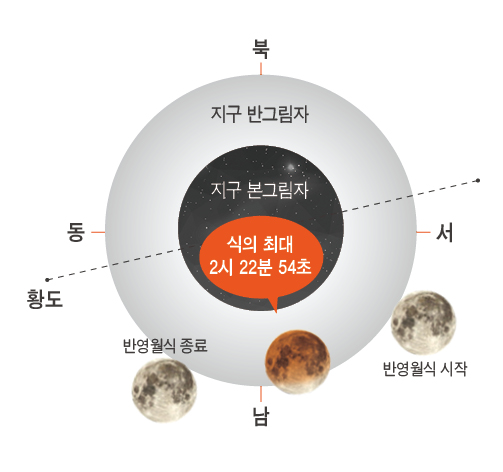 북
지구 반그림자
지구 본그림자
동
서
식의 최대
2시 22분 54초
황도
반영월식 종료
반영월식 시작
남